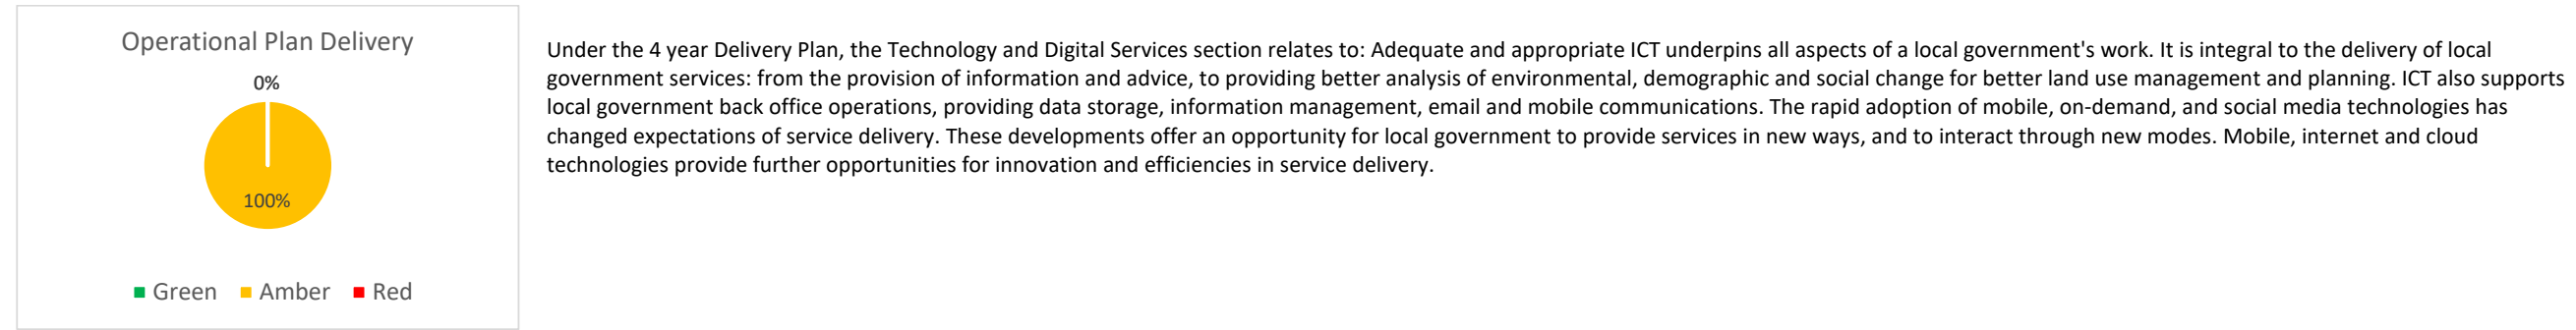 Operational Plan Delivery
0%
100%
Green Amber Red
Under the 4 year Delivery Plan, the Technology and Digital Services section relates to: Adequate and appropriate ICT underpins all aspects of a local government's work. It is integral to the delivery of local
government services: from the provision of information and advice, to providing better analysis of environmental, demographic and social change for better land use management and planning. ICT also supports
local government back office operations, providing data storage, information management, email and mobile communications. The rapid adoption of mobile, on-demand, and social media technologies has
changed expectations of service delivery. These developments offer an opportunity for local government to provide services in new ways, and to interact through new modes. Mobile, internet and cloud
technologies provide further opportunities for innovation and efficiencies in service delivery.